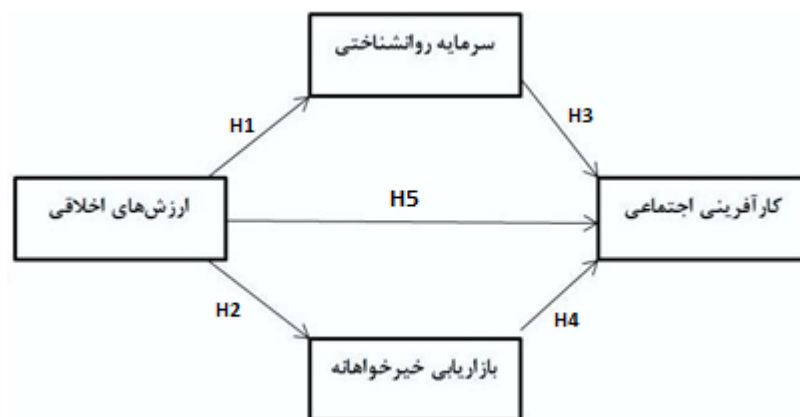 سرمایه روانشناختی
H1
H3
ارزش‌های اخلاقی
H5
کارآفرینی اجتماعی
H2
H4
بازاریابی خیرخواهانه